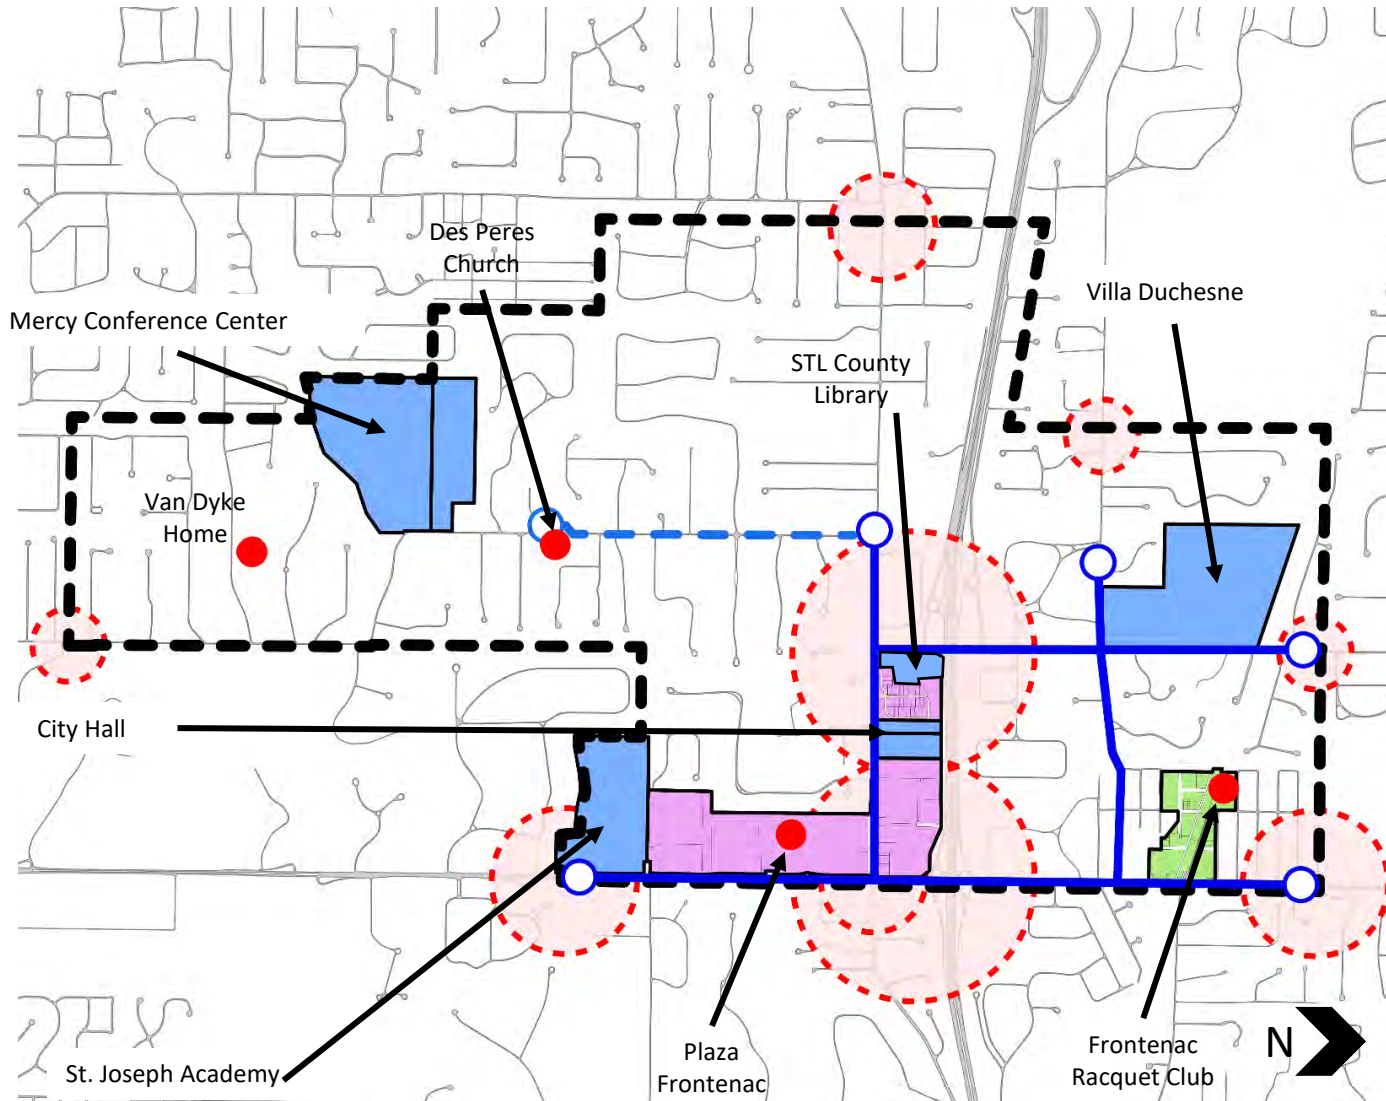 Des Peres
Church
Villa Duchesne
Mercy Conference Center
STL County
Library
Van Dyke
Home
City Hall
N
Plaza
Frontenac
Frontenac
Racquet Club
St. Joseph Academy